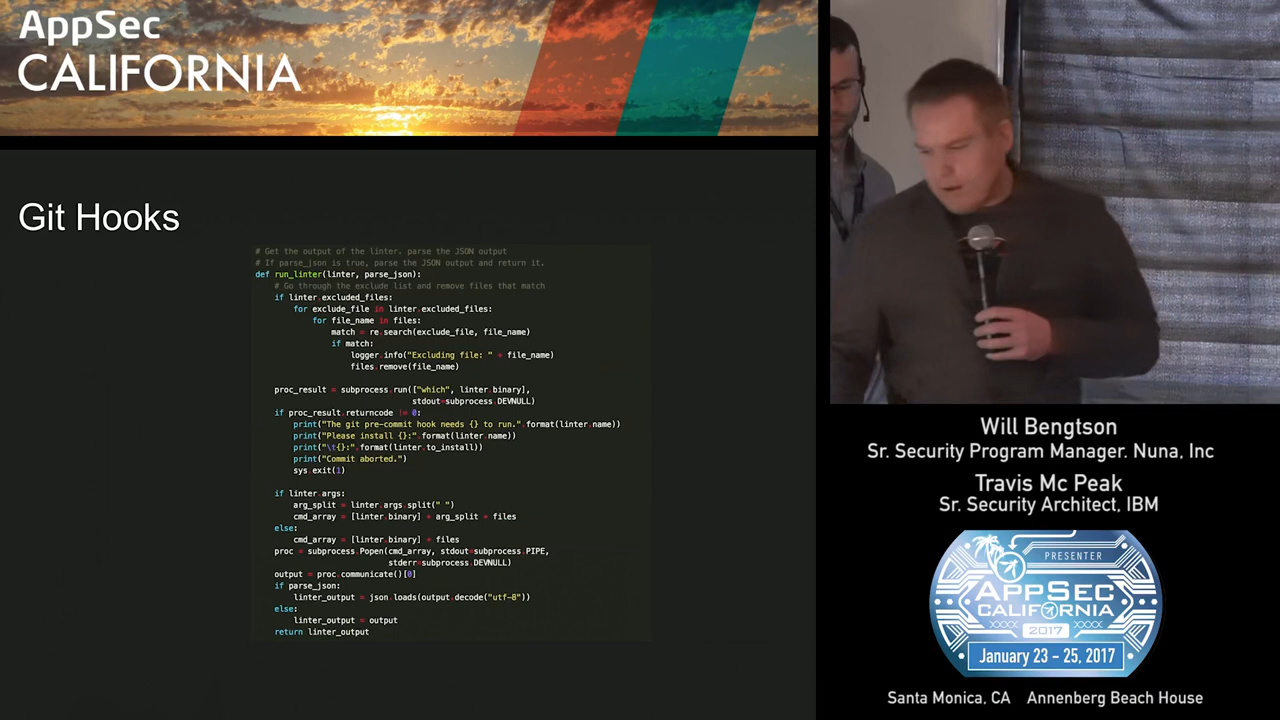 AppSec
CALIFORNIA
Git Hooks
# Get the output of the linter, parse the JSON output
# If parse_json is true, parse the JSON output and return it.
def run_linter(linter, parse_json):
    # Go through the exclude list and remove files that match
    if linter.excluded_files:
        for exclude_file in linter.excluded_files:
            for file_name in files:
                match = re.search(exclude_file, file_name)
                if match:
                    logger.info("Excluding file: " + file_name)
                    files.remove(file_name)
    proc_result = subprocess.run(["which", linter.binary],
                                 stdout=subprocess.DEVNULL)
    if proc_result.returncode != 0:
        print("The git pre-commit hook needs {} to run.".format(linter.name))
        print("Please install {}:".format(linter.name))
        print("\t{}:".format(linter.to_install))
        print("Commit aborted.")
        sys.exit(1)
    if linter.args:
        arg_split = linter.args.split(" ")
        cmd_array = [linter.binary] + arg_split + files
    else:
        cmd_array = [linter.binary] + files
    proc = subprocess.Popen(cmd_array, stdout=subprocess.PIPE,
                            stderr=subprocess.DEVNULL)
    output = proc.communicate()[0]
    if parse_json:
        linter_output = json.loads(output.decode("utf-8"))
    else:
        linter_output = output
    return linter_output
Will Bengtson
Sr. Security Program Manager. Nuna, Inc
Travis Mc Peak
Sr. Security Architect, IBM
PRESENTER
APPSEC
CALIFORNIA
2017
January 23 - 25, 2017
Santa Monica, CA Annenberg Beach House